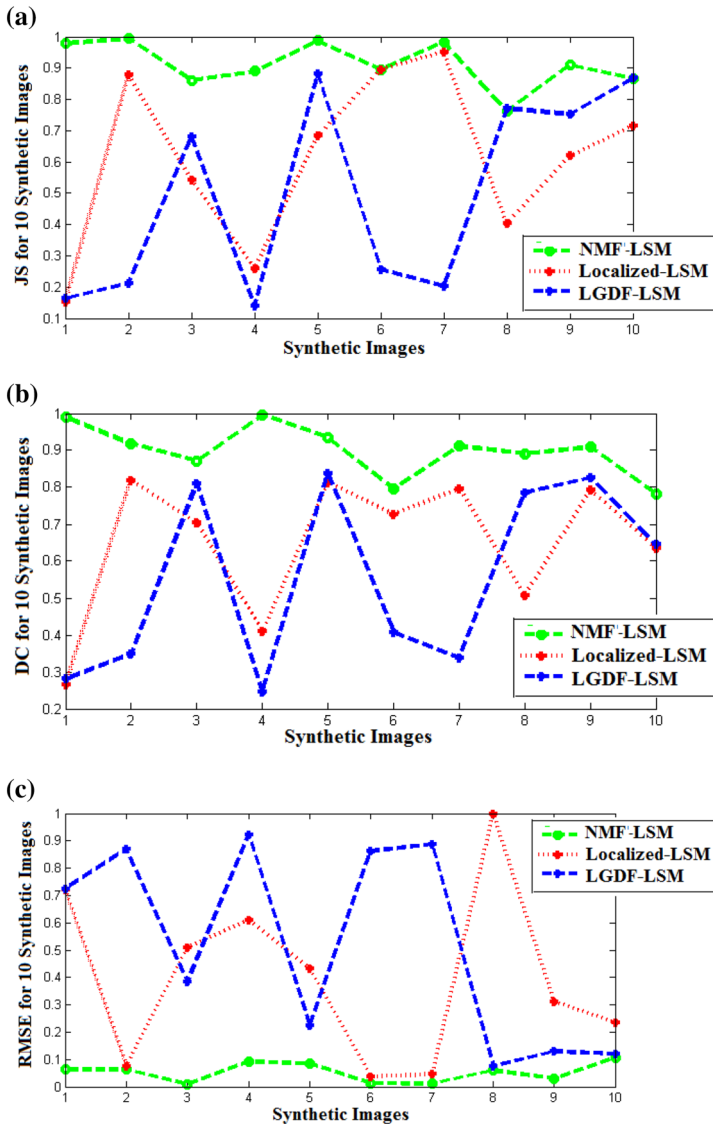 (a)
JS for 10 Synthetic Images
1
0.9
0.8
0.7
0.6
0.5
0.4
0.3
0.2
0.1
1 2 3 4 5 6 7 8 9 10
Synthetic Images
NMF'-LSM
Localized-LSM
LGDF-LSM
(b)
DC for 10 Synthetic Images
1
0.9
0.8
0.7
0.6
0.5
0.4
0.3
0.2
1 2 3 4 5 6 7 8 9 10
Synthetic Images
NMF'-LSM
Localized-LSM
LGDF-LSM
(c)
RMSE for 10 Synthetic Images
1
0.9
0.8
0.7
0.6
0.5
0.4
0.3
0.2
0.1
0
1 2 3 4 5 6 7 8 9 10
Synthetic Images
NMF'-LSM
Localized-LSM
LGDF-LSM